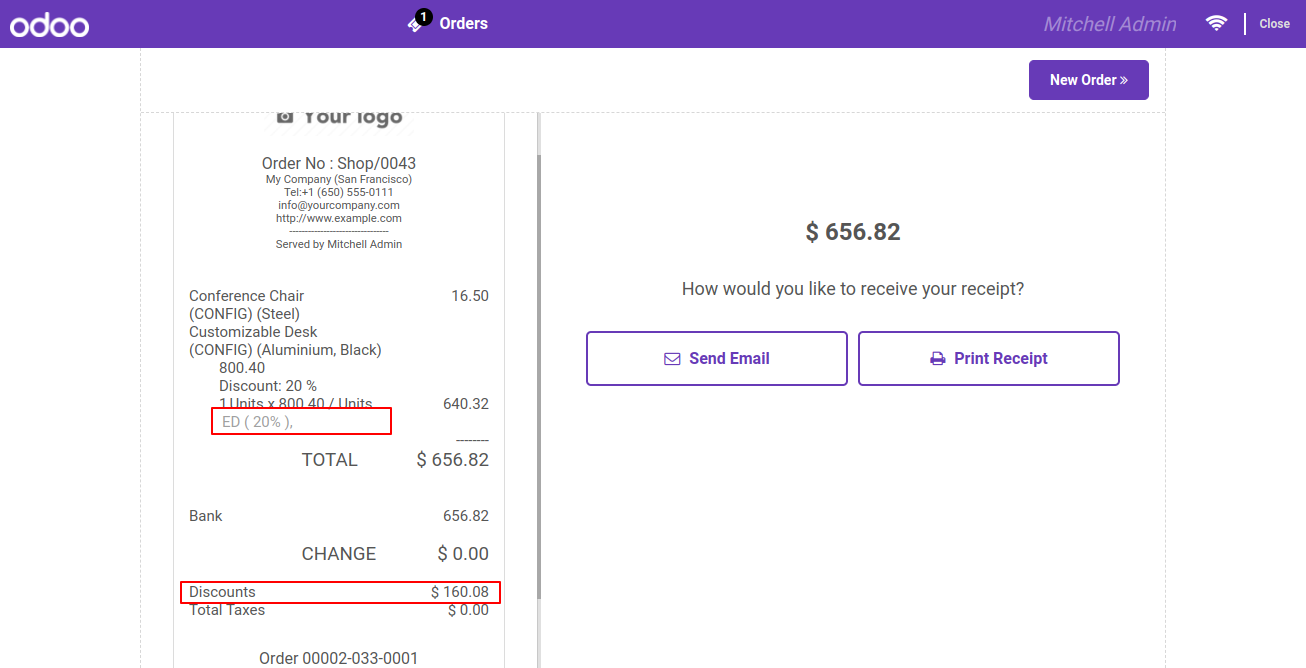 odoo
1 Orders
Mitchell Admin
Close
New Order »
Your logo
Order No : Shop/0043
My Company (San Francisco)
Tel:+1 (650) 555-0111
info@yourcompany.com
http://www.example.com
--------------------------------
Served by Mitchell Admin
Conference Chair 16.50
(CONFIG) (Steel)
Customizable Desk
(CONFIG) (Aluminium, Black)
800.40
Discount: 20 %
1Units x 800.40 / Units 640.32
ED ( 20% ),
--------
TOTAL $ 656.82
Bank 656.82
CHANGE $ 0.00
Discounts $ 160.08
Total Taxes $ 0.00
Order 00002-033-0001
$ 656.82
How would you like to receive your receipt?
Send Email
Print Receipt